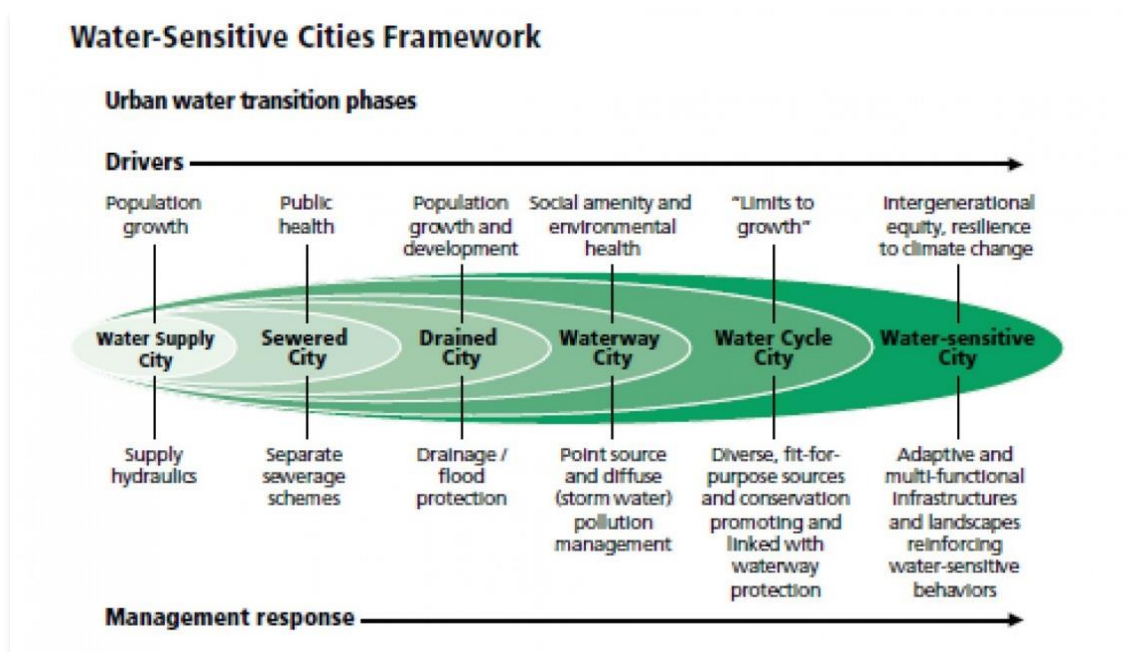 Water-Sensitive Cities Framework
Urban water transition phases
Drivers
Population
growth
Public
health
Population
growth and
development
Social amenity and
environmental
health
“Limits to
growth”
Intergenerational
equity, resilience
to climate change
Water Supply
City
Sewered
City
Drained
City
Waterway
City
Water Cycle
City
Water-sensitive
City
Supply
hydraulics
Separate
sewerage
schemes
Drainage /
flood
protection
Point source
and diffuse
(storm water)
pollution
management
Diverse, fit-for-
purpose sources
and conservation
promoting and
linked with
waterway
protection
Adaptive and
multi-functional
infrastructures
and landscapes
reinforcing
water-sensitive
behaviors
Management response